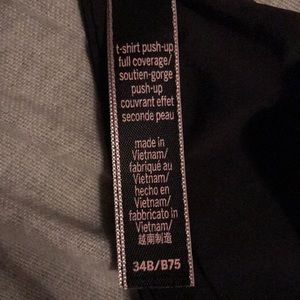 t-shirt push-up
full coverage/
soutien-gorge
push-up
couvrant effet
seconde peau
made in
Vietnam/
fabriqué au
Vietnam/
hecho en
Vietnam/
fabbricato in
Vietnam/
越南制造
34B/B75